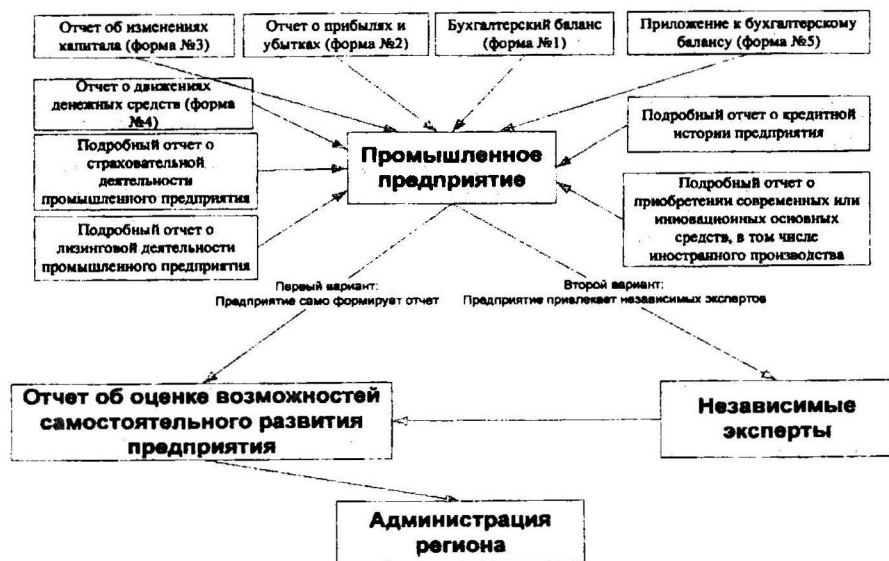 Отчет об изменениях
капитала (форма №3)
Отчет о прибылях и
убытках (форма №2)
Бухгалтерский баланс
(форма №1)
Приложение к бухгалтерскому
балансу (форма №5)
Отчет о движениях
денежных средств (форма
№4)
Подробный отчет о
страховательной
деятельности
промышленного предприятия
Подробный отчет о
лизинговой деятельности
промышленного предприятия
Промышленное
предприятие
Подробный отчет о кредитной
истории предприятия
Подробный отчет о
приобретении современных или
инновационных основных
средств, в том числе
иностранного производства
Первый вариант:
Предприятие само формирует отчет
Второй вариант:
Предприятие привлекает независимых экспертов
Отчет об оценке возможностей
самостоятельного развития
предприятия
Независимые
эксперты
Администрация
региона